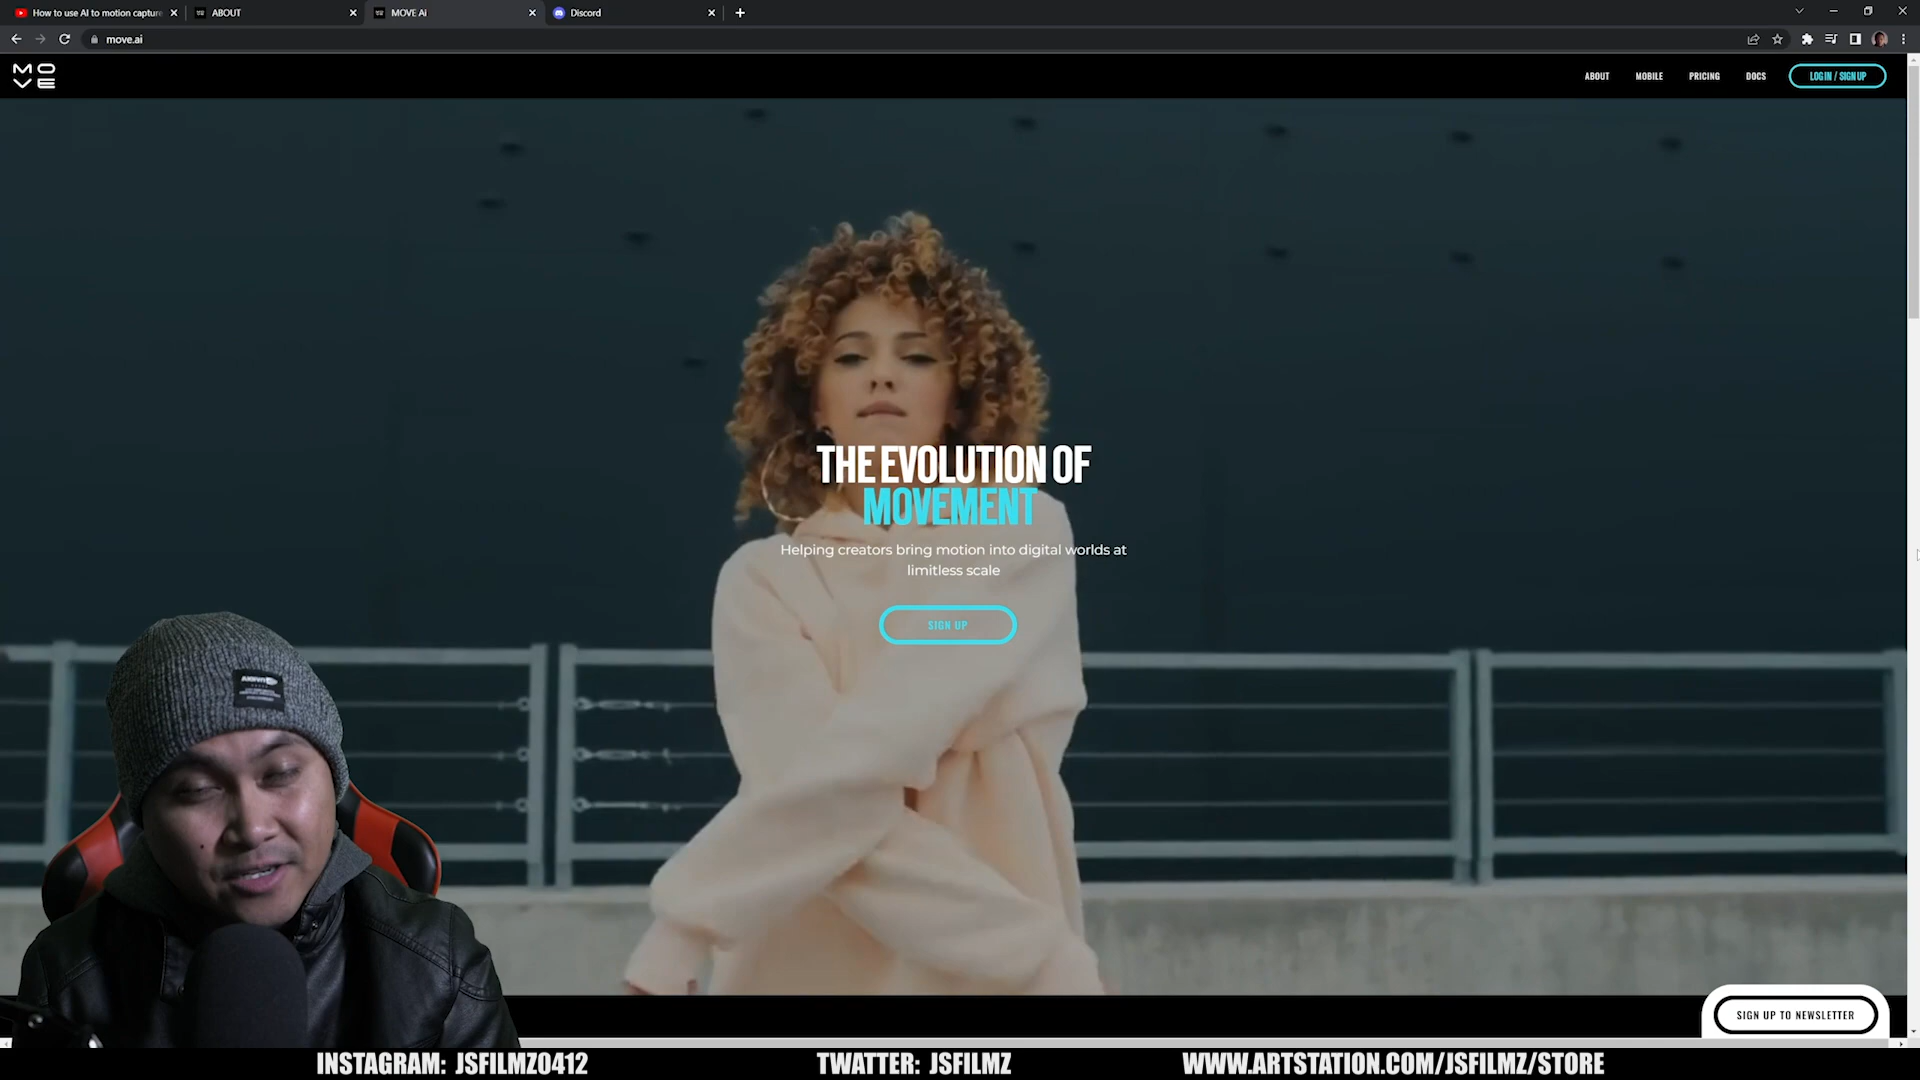 How to use AI to motion capture
ABOUT
MOVE Ai
Discord
move.ai
MO
VE
ABOUT
MOBILE
PRICING
DOCS
LOGIN / SIGN UP
THE EVOLUTION OF
MOVEMENT
Helping creators bring motion into digital worlds at
limitless scale
SIGN UP
SIGN UP TO NEWSLETTER
INSTAGRAM: JSFILMZ0412
TWATTER: JSFILMZ
WWW.ARTSTATION.COM/JSFILMZ/STORE